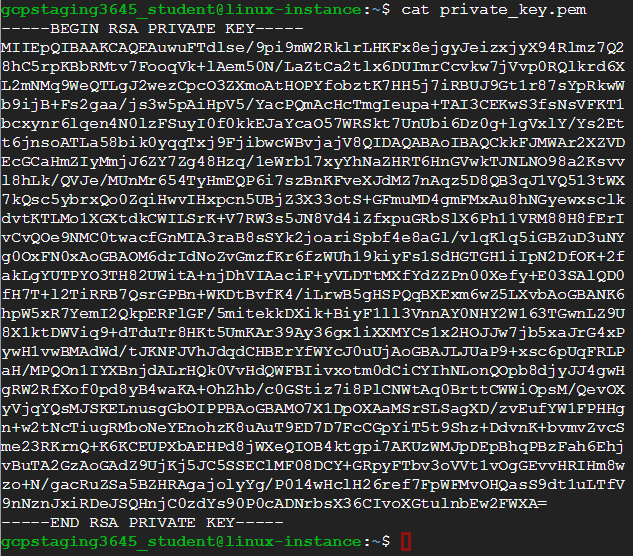 gcpstaging3645_student@linux-instance:~$ cat private_key.pem
-----BEGIN RSA PRIVATE KEY-----
MIIEpQIBAAKCAQEAuwuFTdlse/9pi9mW2RklrLHKFx8ejgyJeizxjyX94Rlmz7Q2
8hC5rpKBbRMtv7FooqVk+lAem50N/LaZtCa2tlx6DUImrCcvkw7jVvp0RQlkrd6X
L2mNMq9WeQTLgJ2wezCpcO3ZXmoAtHOPYfobztK7HH5j7iRBUJ9Gt1r87sYpRkwW
b9ijB+Fs2gaa/js3w5pAiHpV5/YacPQmAcHcTmgIeupa+TAI3CEKwS3fsNsVFKT1
bcxynr6lqen4N0lzFSuyI0f0kkEJaYcaO57WRSkt7UnUbi6Dz0g+lgVxlY/Ys2Et
t6jnsoATLa58bik0yqqTxj9FjibwcWBvjajV8QIDAQABAoIBAQCkkFJMWAr2XZVD
EcGCaHmZIyMmjJ6ZY7Zg48Hzq/1eWrb17xyYhNaZHRT6HnGVwkTJNLNO98a2Ksvv
l8hLk/QVJe/MUnMr654TyHmEQP6i7szBnKFveXJdMZ7nAqz5D8QB3qJ1VQ513tWX
7kQsc5ybrxQo0ZqiHwvIHxpcn5UBjZ3X33otS+GFmuMD4gmFMxAu8hNGyewxsclk
dvtKTLMo1XGXtdkCWILSrK+V7RW3s5JN8Vd4iZfxpuGRbSlX6Ph11VRM88H8fErI
vCvQOe9NMC0twacfGnMIA3raB8sSYk2joariSpbf4e8aGl/vlqKlq5iGBZuD3uNY
g0OxFN0xAoGBAOM6drIdNoZvGmzfKr6fzWUh19kiyFs1SdHGTGH1iIpN2DfOK+2f
akLgYUTPYO3TH82UWitA+njDhVIAaciF+yVLDTtMXfYdZZPn00Xefy+E03SAlQD0
fH7T+l2TiRRB7QsrGPBn+WKDtBvfK4/iLrwB5gHSPQqBXExm6wZ5LXvbAoGBANK6
hpW5xR7YemI2QkpERFlGF/5mitekkDXik+BiyF1ll3VnnAY0NHY2W163TGwnLZ9U
8X1ktDWViq9+dTduTr8HKt5UmKAr39Ay36gx1iXXMYCs1x2HOJJw7jb5xaJrG4xP
ywH1vwBMAdWd/tJKNFJVhJdqdCHBErYfWYcJ0uUjAoGBAJLJUaP9+xsc6pUqFRLP
aH/MPQOn1IYXBnjdALrHQk0VvHdQWFBIivxotm0dCiCYIhNLonQOpb8djyJJ4gwH
gRW2RfXof0pd8yB4waKA+OhZhb/c0GStiz7i8PlCNWtAq0BrttCWWiOpsM/QevOX
yVjqYQsMJSKELnusgGbOIPPBAoGBAMO7X1DpOXAaMSrSLSagXD/zvEufYW1FPHHg
n+w2tNcTiugRMboNeYEnohzK8uAuT9ED7D7FcCGpYiT5t9Shz+DdvnK+bvmvZvcS
me23RKrnQ+K6KCEUPXbAEHPd8jWXeQIOB4ktgpi7AKUzWMJpDEpBhqPBzFah6Ehj
vBuTA2GzAoGAdZ9UjKj5JC5SSEClMF08DCY+GRpyFTbv3oVVt1vOgGEvvHRIHm8w
zo+N/gacRuZSa5BZHRAgajolyYg/P014wHclH26ref7FpWFMvOHQasS9dt1uLTfV
9nNznJxiRDeJSQHnjC0zdYs90P0cADNrbsX36CIvoXGtulnbEw2FWXA=
-----END RSA PRIVATE KEY-----
gcpstaging3645_student@linux-instance:~$